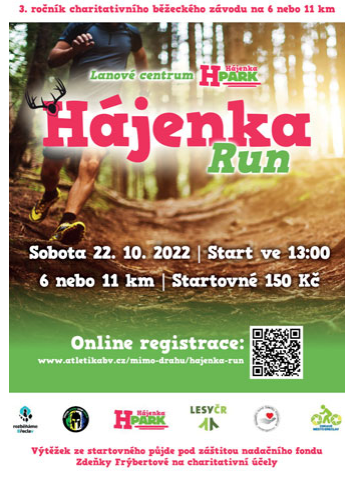 3. ročník charitativního běžeckého závodu na 6 nebo 11 km
Lanové centrum Hájenka PARK
Hájenka
Run
Sobota 22. 10. 2022 | Start ve 13:00
6 nebo 11 km | Startovné 150 Kč
Online registrace:
www.atletikabv.cz/mimo-drahu/hajenka-run
rozběháme
Břeclav
Hájenka
PARK
LESY ČR
Výtěžek ze startovného půjde pod záštitou nadačního fondu
Zdeňky Frýbertové na charitativní účely